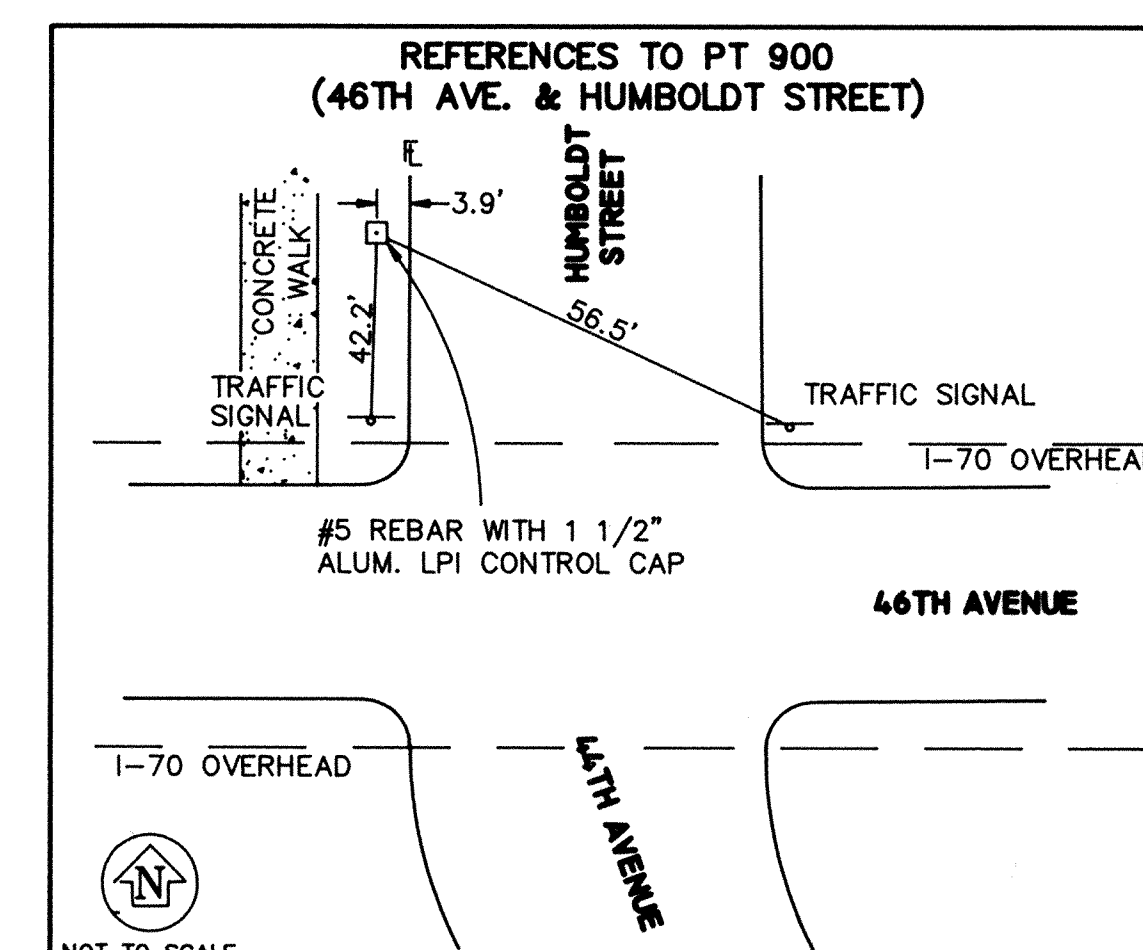 REFERENCES TO PT 900
(46TH AVE. & HUMBOLDT STREET)
HUMBOLDT
STREET
3.9'
CONCRETE
WALK
42.2'
56.5'
TRAFFIC
SIGNAL
TRAFFIC SIGNAL
I-70 OVERHEA
#5 REBAR WITH 1 1/2"
ALUM. LPI CONTROL CAP
46TH AVENUE
I-70 OVERHEAD
44TH AVENUE
N
NOT TO SCALE